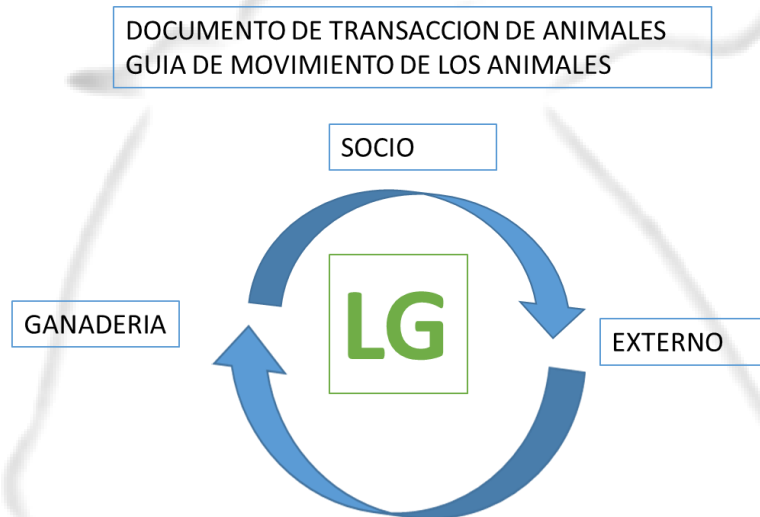 DOCUMENTO DE TRANSACCION DE ANIMALES
GUIA DE MOVIMIENTO DE LOS ANIMALES
SOCIO
LG
GANADERIA
EXTERNO